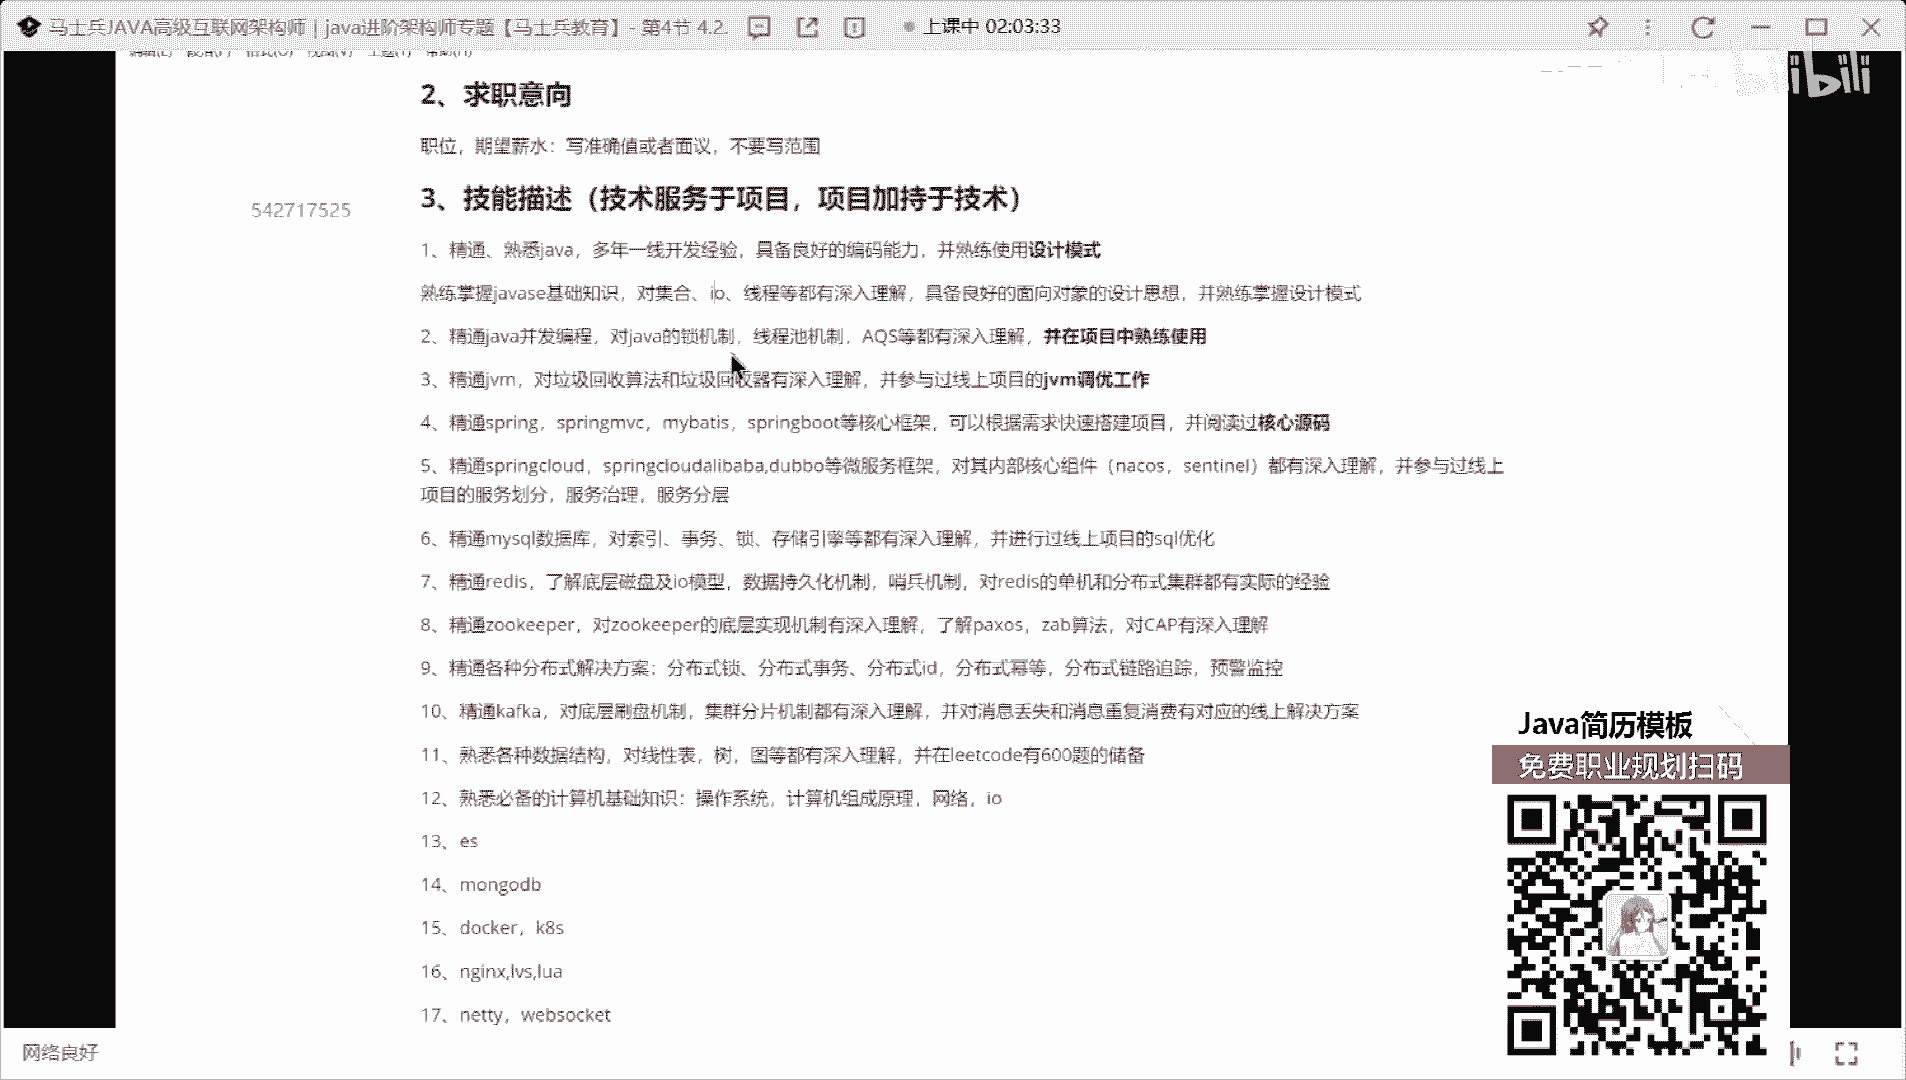 马士兵JAVA高级互联网架构师 | java进阶架构师专题【马士兵教育】 - 第4节 4.2.
上课中 02:03:33
bilibili
2、求职意向
职位，期望薪水：写准确值或者面议，不要写范围
542717525
3、技能描述（技术服务于项目，项目加持于技术）
1、精通、熟悉java，多年一线开发经验，具备良好的编码能力，并熟练使用设计模式
熟练掌握javase基础知识，对集合、io、线程等都有深入理解，具备良好的面向对象的设计思想，并熟练掌握设计模式
2、精通java并发编程，对java的锁机制，线程池机制，AQS等都有深入理解，并在项目中熟练使用
3、精通jvm，对垃圾回收算法和垃圾回收器有深入理解，并参与过线上项目的jvm调优工作
4、精通spring，springmvc，mybatis，springboot等核心框架，可以根据需求快速搭建项目，并阅读过核心源码
5、精通springcloud，springcloudalibaba,dubbo等微服务框架，对其内部核心组件（nacos，sentinel）都有深入理解，并参与过线上
项目的服务划分，服务治理，服务分层
6、精通mysql数据库，对索引、事务、锁、存储引擎等都有深入理解，并进行过线上项目的sql优化
7、精通redis，了解底层磁盘及io模型，数据持久化机制，哨兵机制，对redis的单机和分布式集群都有实际的经验
8、精通zookeeper，对zookeeper的底层实现机制有深入理解，了解paxos，zab算法，对CAP有深入理解
9、精通各种分布式解决方案：分布式锁、分布式事务、分布式id，分布式幂等，分布式链路追踪，预警监控
10、精通kafka，对底层刷盘机制，集群分片机制都有深入理解，并对消息丢失和消息重复消费有对应的线上解决方案
11、熟悉各种数据结构，对线性表，树，图等都有深入理解，并在leetcode有600题的储备
12、熟悉必备的计算机基础知识：操作系统，计算机组成原理，网络，io
13、es
14、mongodb
15、docker，k8s
16、nginx,lvs,lua
17、netty，websocket
Java简历模板
免费职业规划扫码
网络良好